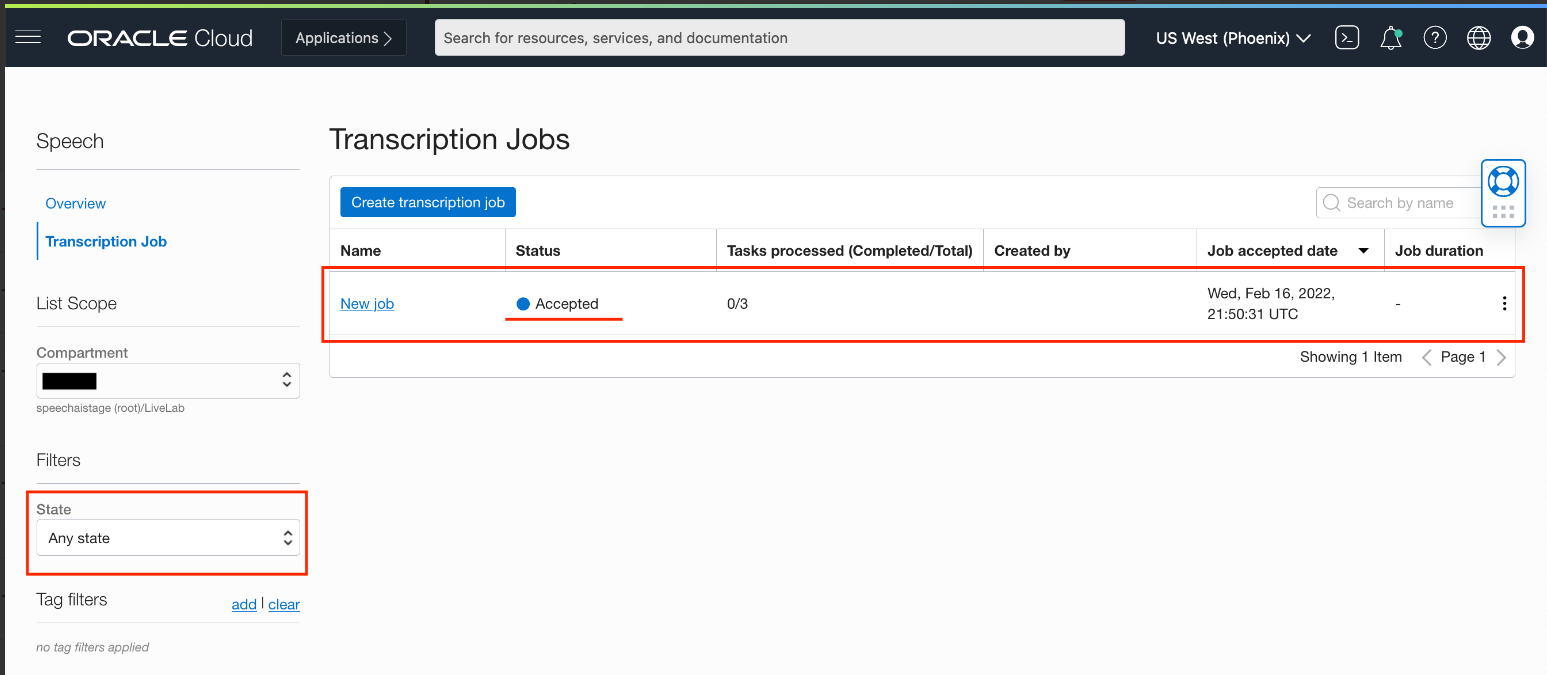 ORACLE Cloud
Applications
Search for resources, services, and documentation
US West (Phoenix)
Speech
Overview
Transcription Job
List Scope
Compartment
speechaistage (root)/LiveLab
Filters
State
Any state
Tag filters
add | clear
no tag filters applied
Transcription Jobs
Create transcription job
Search by name
Name Status Tasks processed (Completed/Total) Created by Job accepted date Job duration
New job Accepted 0/3 Wed, Feb 16, 2022, -
21:50:31 UTC
Showing 1 Item Page 1